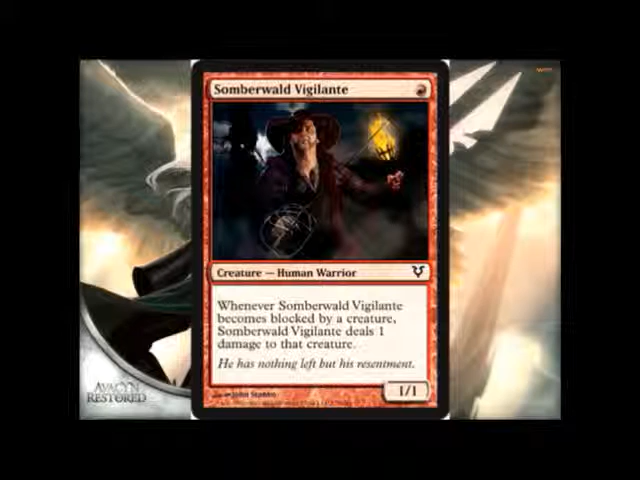 Somberwald Vigilante
Creature — Human Warrior
Whenever Somberwald Vigilante
becomes blocked by a creature,
Somberwald Vigilante deals 1
damage to that creature.
He has nothing left but his resentment.
1/1
AVACYN
RESTORED